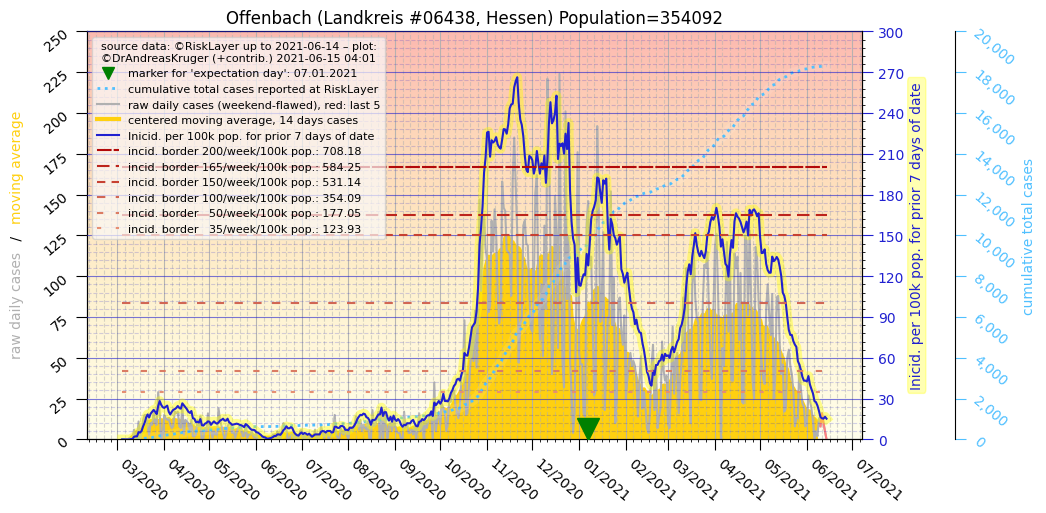 Offenbach (Landkreis #06438, Hessen) Population=354092
source data: ©RiskLayer up to 2021-06-14 – plot:
©DrAndreasKruger (+contrib.) 2021-06-15 04:01
marker for 'expectation day': 07.01.2021
cumulative total cases reported at RiskLayer
raw daily cases (weekend-flawed), red: last 5
centered moving average, 14 days cases
Inicid. per 100k pop. for prior 7 days of date
incid. border 200/week/100k pop.: 708.18
incid. border 165/week/100k pop.: 584.25
incid. border 150/week/100k pop.: 531.14
incid. border 100/week/100k pop.: 354.09
incid. border 50/week/100k pop.: 177.05
incid. border 35/week/100k pop.: 123.93
raw daily cases / moving average
250
225
200
175
150
125
100
75
50
25
0
300
270
240
210
180
150
120
90
60
30
0
Inicid. per 100k pop. for prior 7 days of date
20,000
18,000
16,000
14,000
12,000
10,000
8,000
6,000
4,000
2,000
0
cumulative total cases
03/2020
04/2020
05/2020
06/2020
07/2020
08/2020
09/2020
10/2020
11/2020
12/2020
01/2021
02/2021
03/2021
04/2021
05/2021
06/2021
07/2021